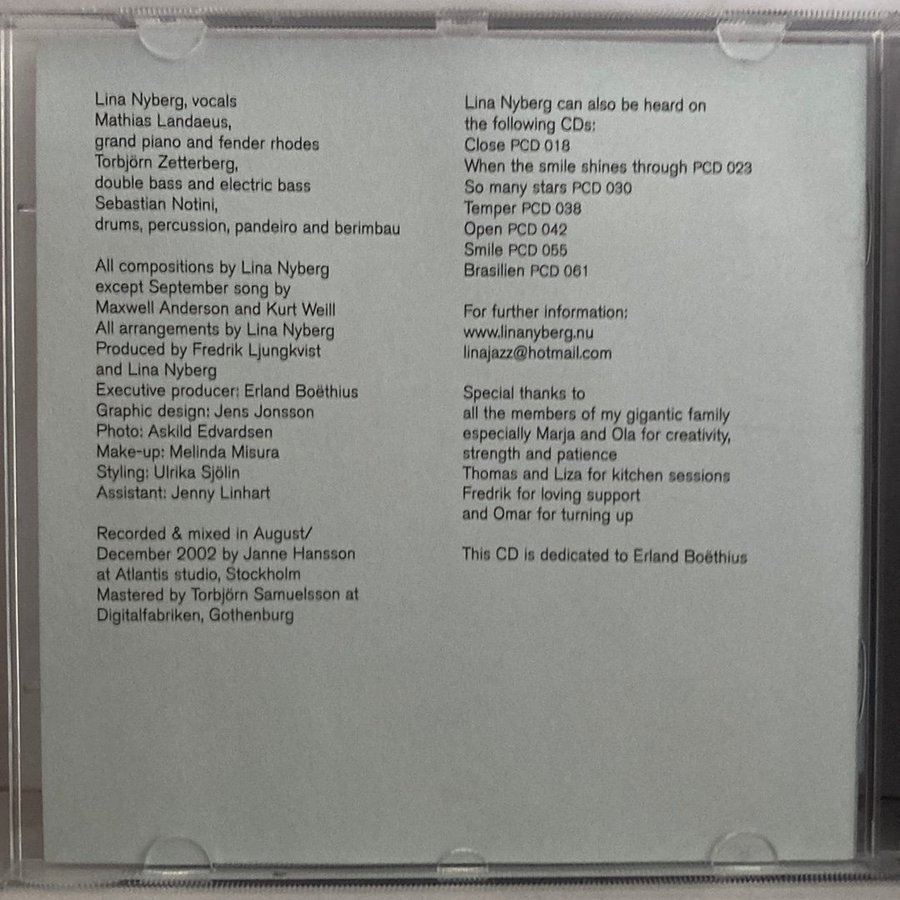 Lina Nyberg, vocals
Mathias Landaeus,
grand piano and fender rhodes
Torbjörn Zetterberg,
double bass and electric bass
Sebastian Notini,
drums, percussion, pandeiro and berimbau
All compositions by Lina Nyberg
except September song by
Maxwell Anderson and Kurt Weill
All arrangements by Lina Nyberg
Produced by Fredrik Ljungkvist
and Lina Nyberg
Executive producer: Erland Boëthius
Graphic design: Jens Jonsson
Photo: Askild Edvardsen
Make-up: Melinda Misura
Styling: Ulrika Sjölin
Assistant: Jenny Linhart
Recorded & mixed in August/
December 2002 by Janne Hansson
at Atlantis studio, Stockholm
Mastered by Torbjörn Samuelsson at
Digitalfabriken, Gothenburg
Lina Nyberg can also be heard on
the following CDs:
Close PCD 018
When the smile shines through PCD 023
So many stars PCD 030
Temper PCD 038
Open PCD 042
Smile PCD 055
Brasilien PCD 061
For further information:
www.linanyberg.nu
linajazz@hotmail.com
Special thanks to
all the members of my gigantic family
especially Marja and Ola for creativity,
strength and patience
Thomas and Liza for kitchen sessions
Fredrik for loving support
and Omar for turning up
This CD is dedicated to Erland Boëthius